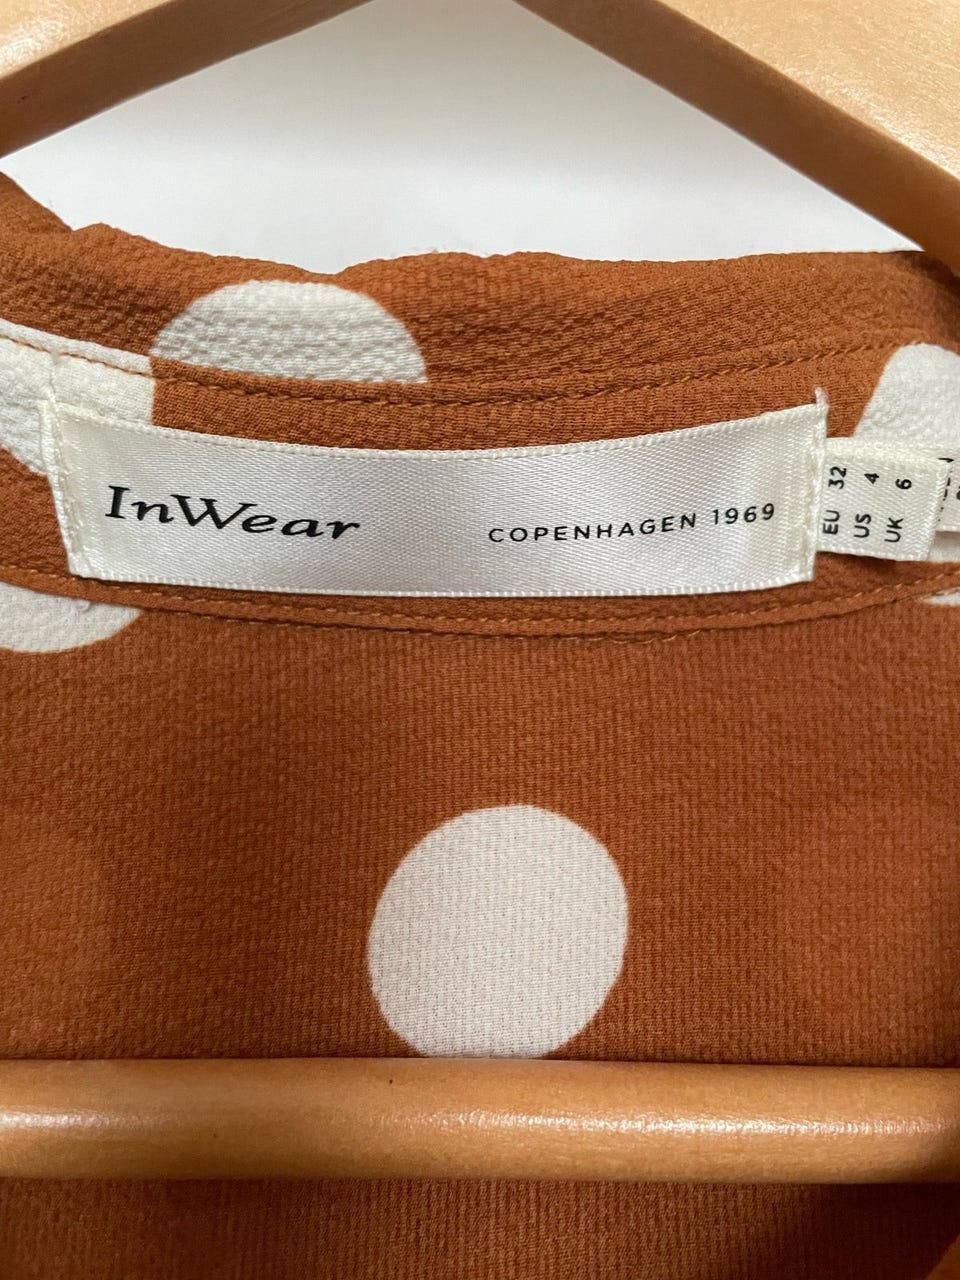 InWear
COPENHAGEN 1969
EU 32
US 4
UK 6